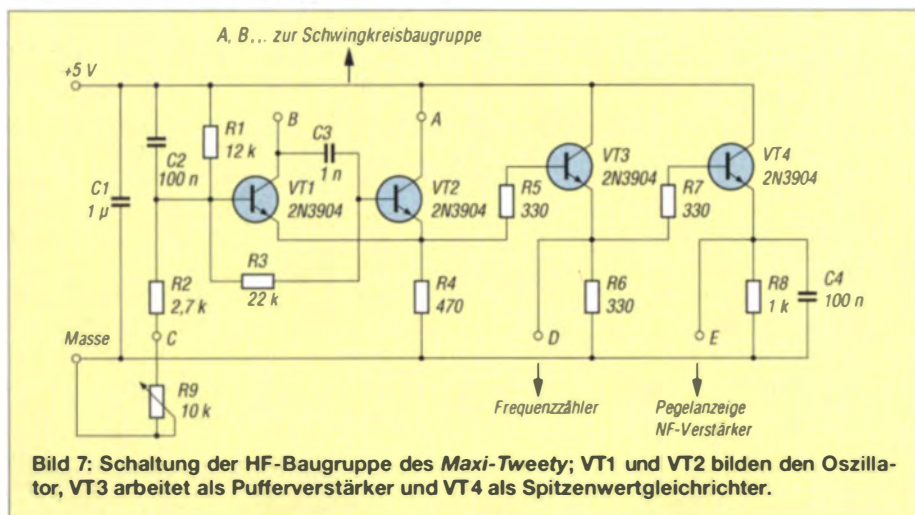 A, B... zur Schwingkreisbaugruppe
+5 V
B
A
R1
12 k
C3
1 n
VT3
2N3904
VT4
2N3904
C2
100 n
VT1
2N3904
VT2
2N3904
R5
330
R7
330
C1
1 µ
R3
22 k
R2
2,7 k
R4
470
R6
330
R8
1 k
C4
100 n
Masse
C
D
E
R9
10 k
Frequenzzähler
Pegelanzeige
NF-Verstärker
Bild 7: Schaltung der HF-Baugruppe des Maxi-Tweety; VT1 und VT2 bilden den Oszilla-
tor, VT3 arbeitet als Pufferverstärker und VT4 als Spitzenwertgleichrichter.